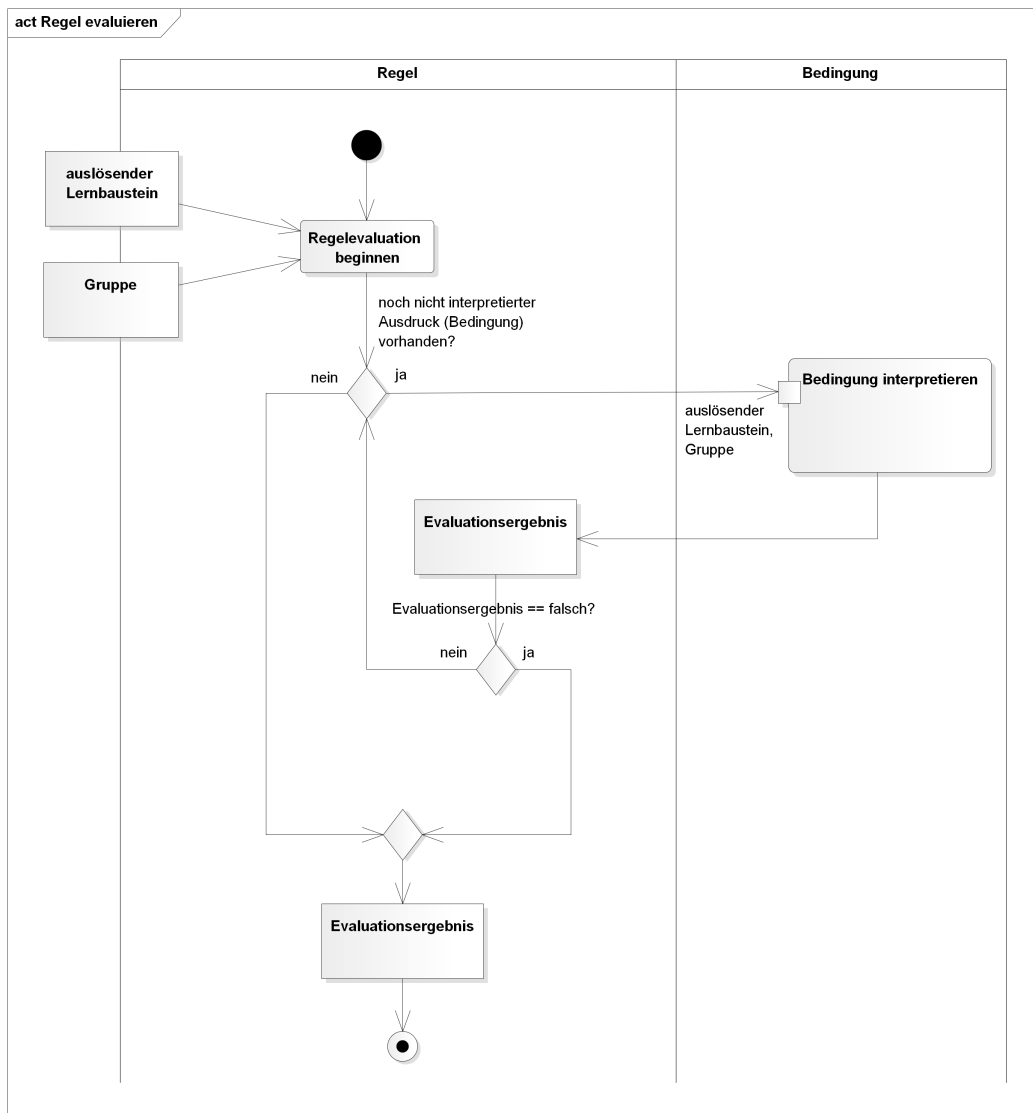 act Regel evaluieren
Regel
Bedingung
auslösender
Lernbaustein
Regelevaluation
beginnen
Gruppe
noch nicht interpretierter
Ausdruck (Bedingung)
vorhanden?
nein
ja
Bedingung interpretieren
auslösender
Lernbaustein,
Gruppe
Evaluationsergebnis
Evaluationsergebnis == falsch?
nein
ja
Evaluationsergebnis